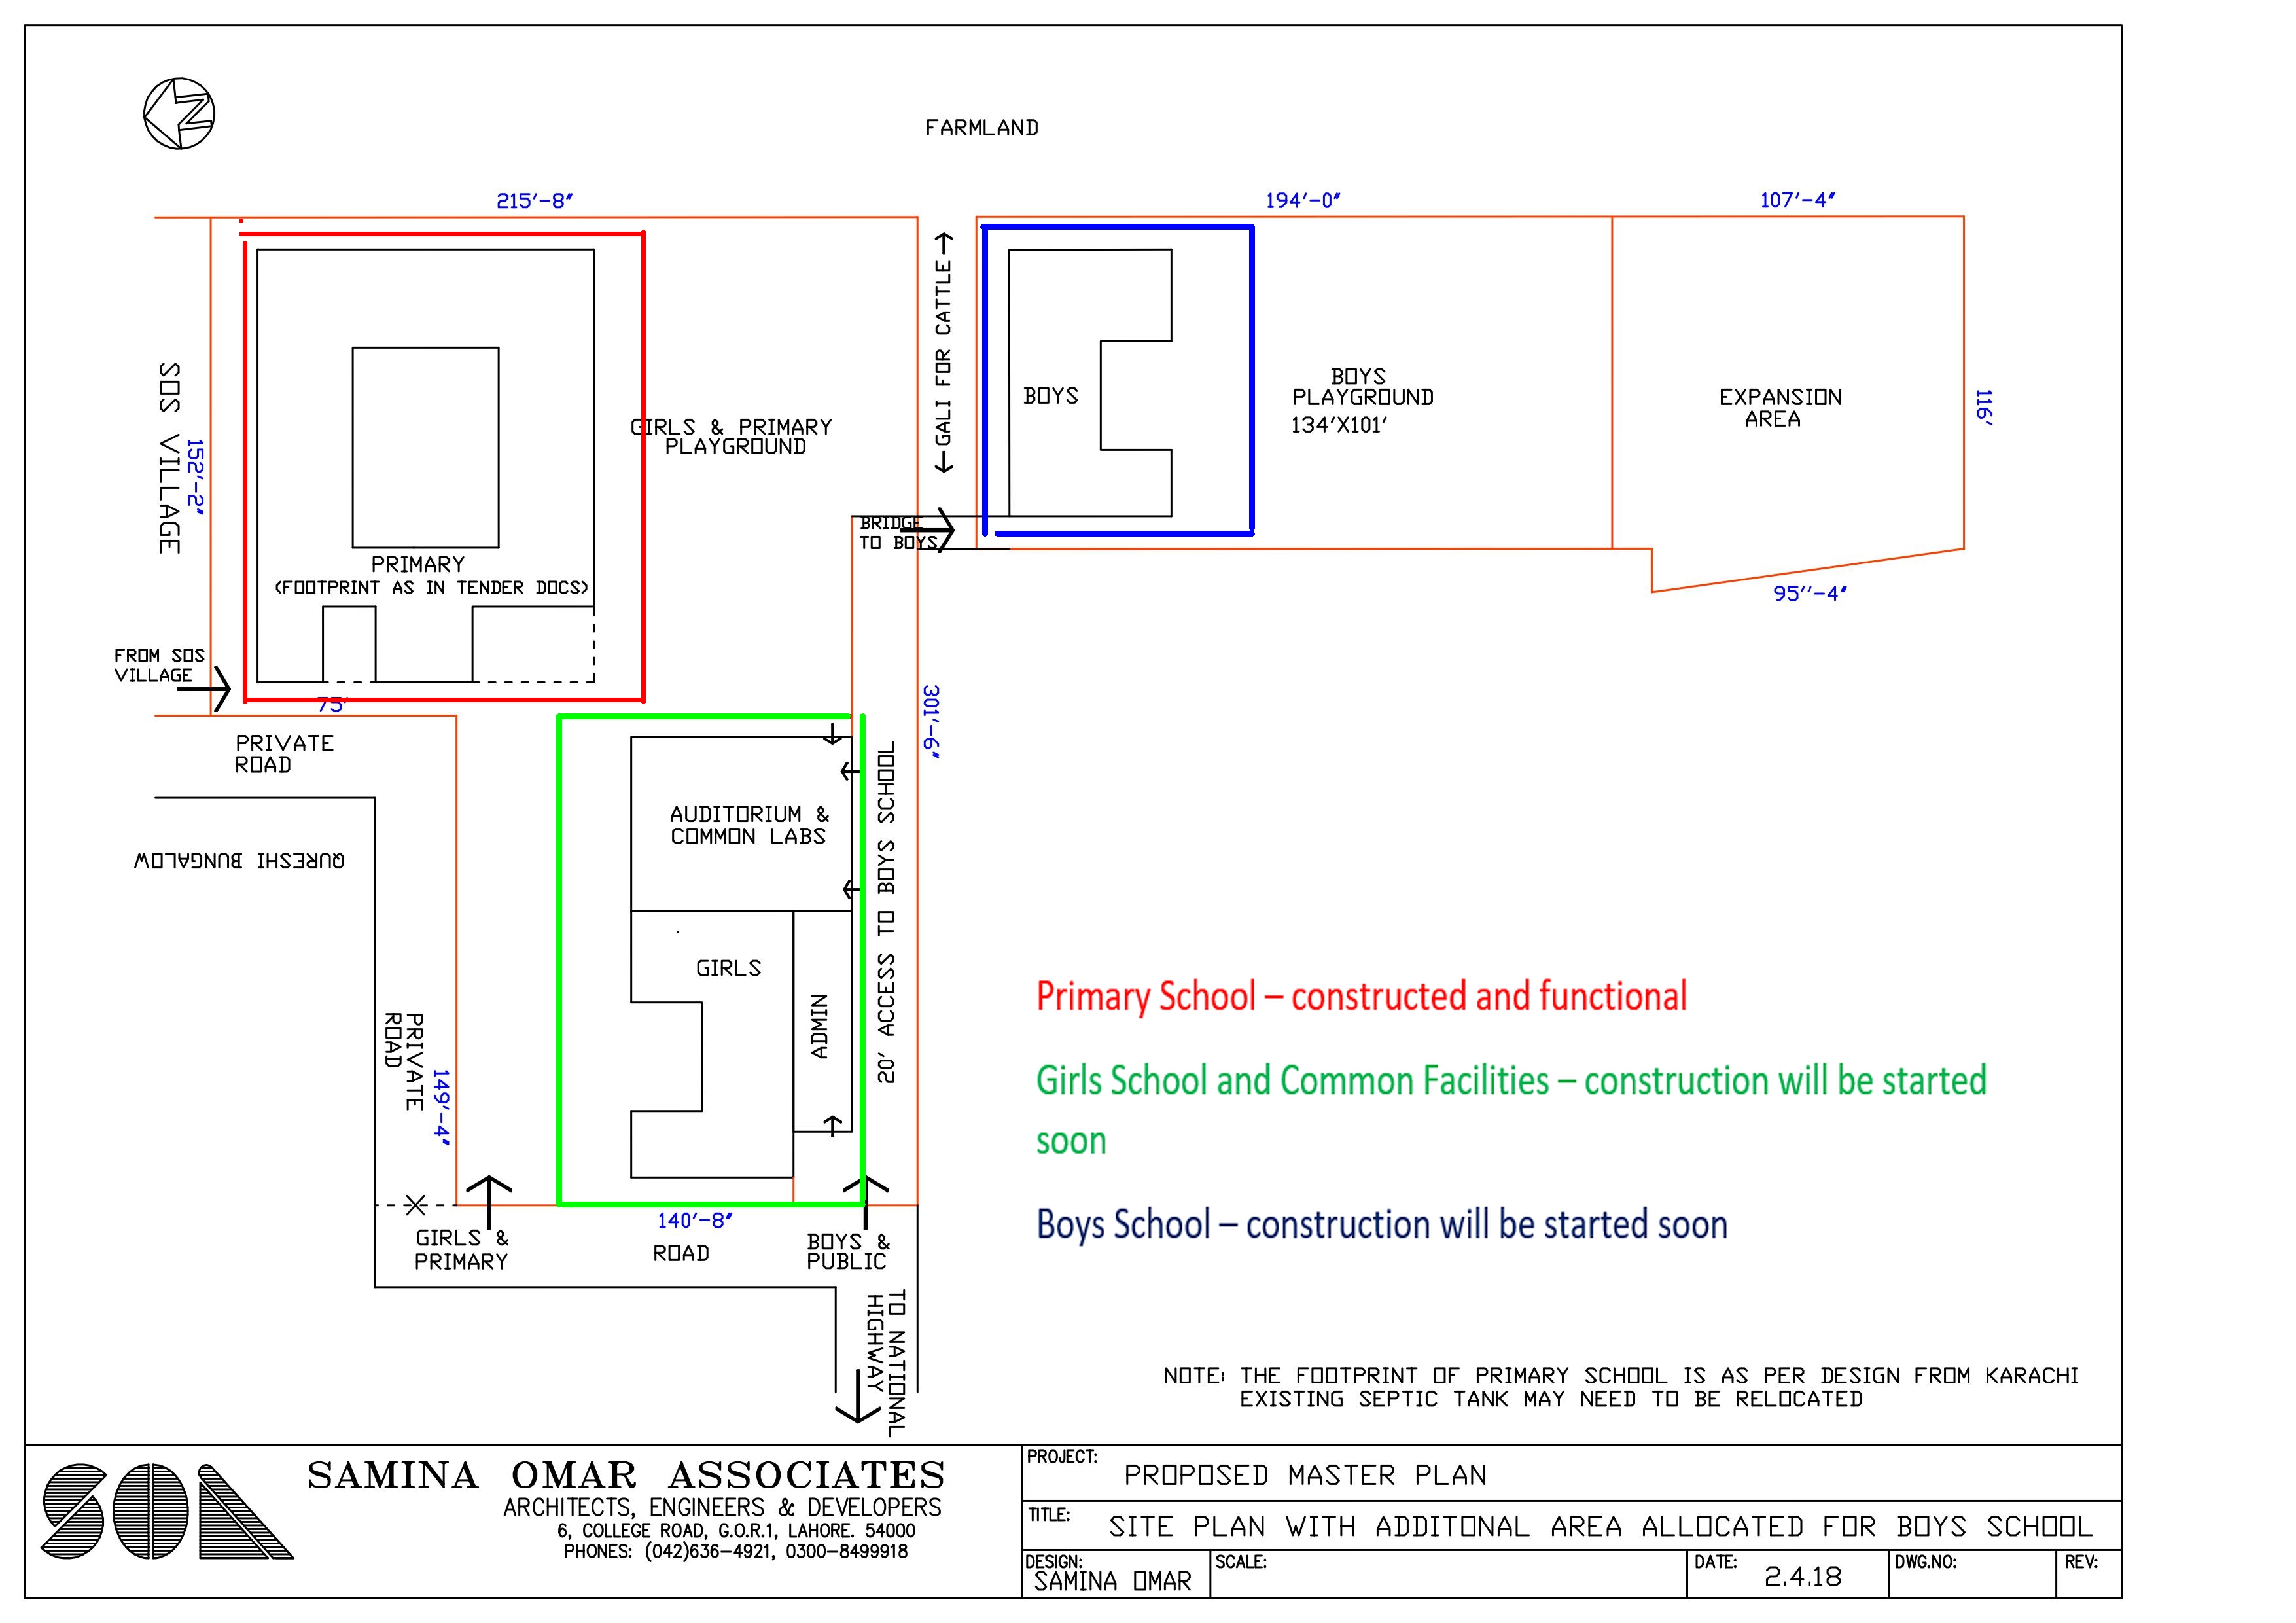 N
FARMLAND
215'-8"
194'-0"
107'-4"
SOS VILLAGE
152'-2"
GIRLS & PRIMARY
PLAYGROUND
GALI FOR CATTLE
BOYS
BOYS
PLAYGROUND
134'X101'
EXPANSION
AREA
116'
BRIDGE
TO BOYS
95''-4"
PRIMARY
(FOOTPRINT AS IN TENDER DOCS)
FROM SOS
VILLAGE
75'
301'-6"
PRIVATE
ROAD
QURESHI BUNGALOW
AUDITORIUM &
COMMON LABS
20' ACCESS TO BOYS SCHOOL
GIRLS
ADMIN
PRIVATE
ROAD
149'-4"
Primary School – constructed and functional
Girls School and Common Facilities – construction will be started
soon
Boys School – construction will be started soon
140'-8"
GIRLS &
PRIMARY
ROAD
BOYS &
PUBLIC
TO NATIONAL
HIGHWAY
NOTE: THE FOOTPRINT OF PRIMARY SCHOOL IS AS PER DESIGN FROM KARACHI
EXISTING SEPTIC TANK MAY NEED TO BE RELOCATED
SOA
SAMINA OMAR ASSOCIATES
ARCHITECTS, ENGINEERS & DEVELOPERS
6, COLLEGE ROAD, G.O.R.1, LAHORE. 54000
PHONES: (042)636-4921, 0300-8499918
PROJECT:
PROPOSED MASTER PLAN
TITLE:
SITE PLAN WITH ADDITONAL AREA ALLOCATED FOR BOYS SCHOOL
DESIGN:
SAMINA OMAR
SCALE:
DATE:
2.4.18
DWG.NO:
REV: